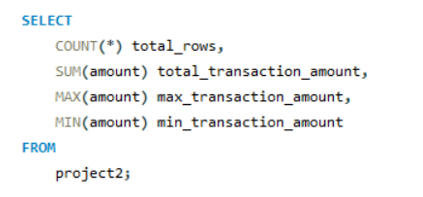 SELECT
COUNT(*) total_rows,
SUM(amount) total_transaction_amount,
MAX(amount) max_transaction_amount,
MIN(amount) min_transaction_amount
FROM
project2;